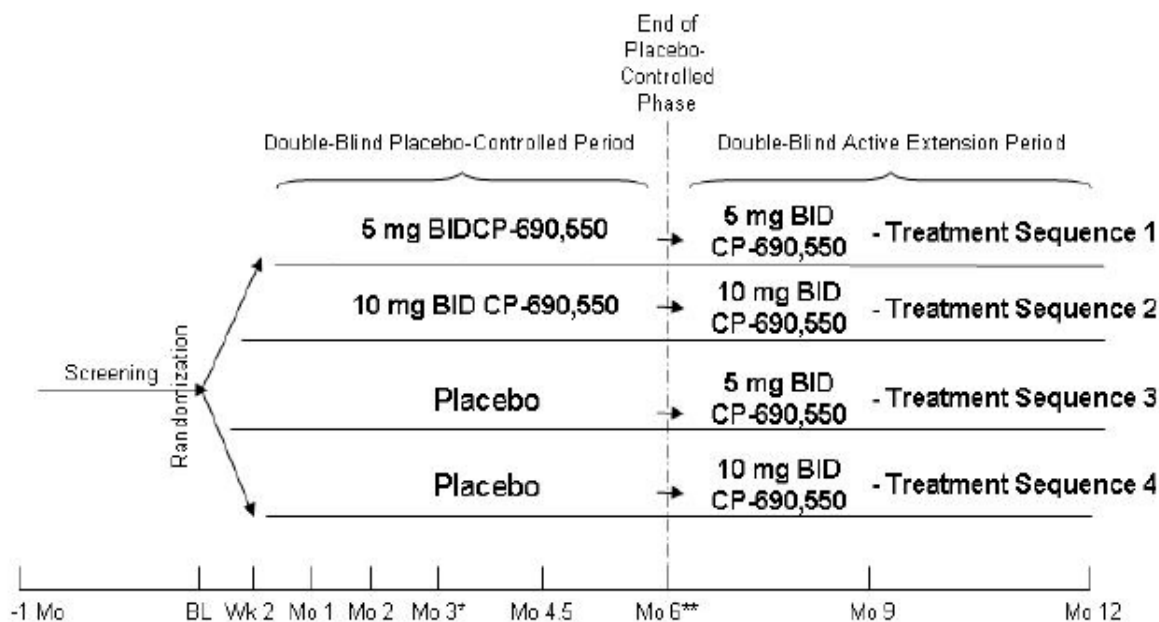 End of
Placebo-
Controlled
Phase
Double-Blind Placebo-Controlled Period
Double-Blind Active Extension Period
5 mg BIDCP-690,550
5 mg BID
CP-690,550
- Treatment Sequence 1
10 mg BID CP-690,550
10 mg BID
CP-690,550
- Treatment Sequence 2
Screening
Randomization
Placebo
5 mg BID
CP-690,550
- Treatment Sequence 3
Placebo
10 mg BID
CP-690,550
- Treatment Sequence 4
-1 Mo BL Wk 2 Mo 1 Mo 2 Mo 3* Mo 4.5 Mo 6** Mo 9 Mo 12